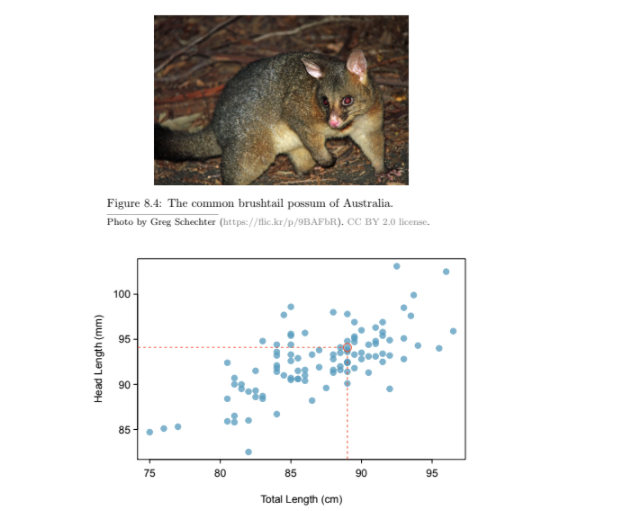 Figure 8.4: The common brushtail possum of Australia.
Photo by Greg Schechter (https://flic.kr/p/9BAFbR). CC BY 2.0 license.
100
95
90
85
Head Length (mm)
75 80 85 90 95
Total Length (cm)